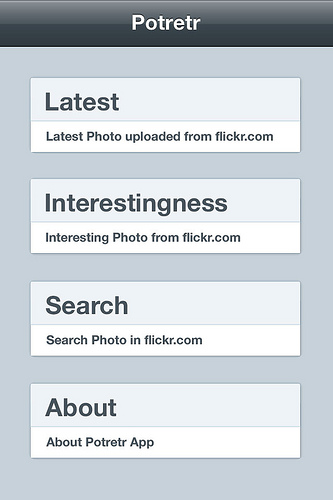 Potretr
Latest
Latest Photo uploaded from flickr.com
Interestingness
Interesting Photo from flickr.com
Search
Search Photo in flickr.com
About
About Potretr App